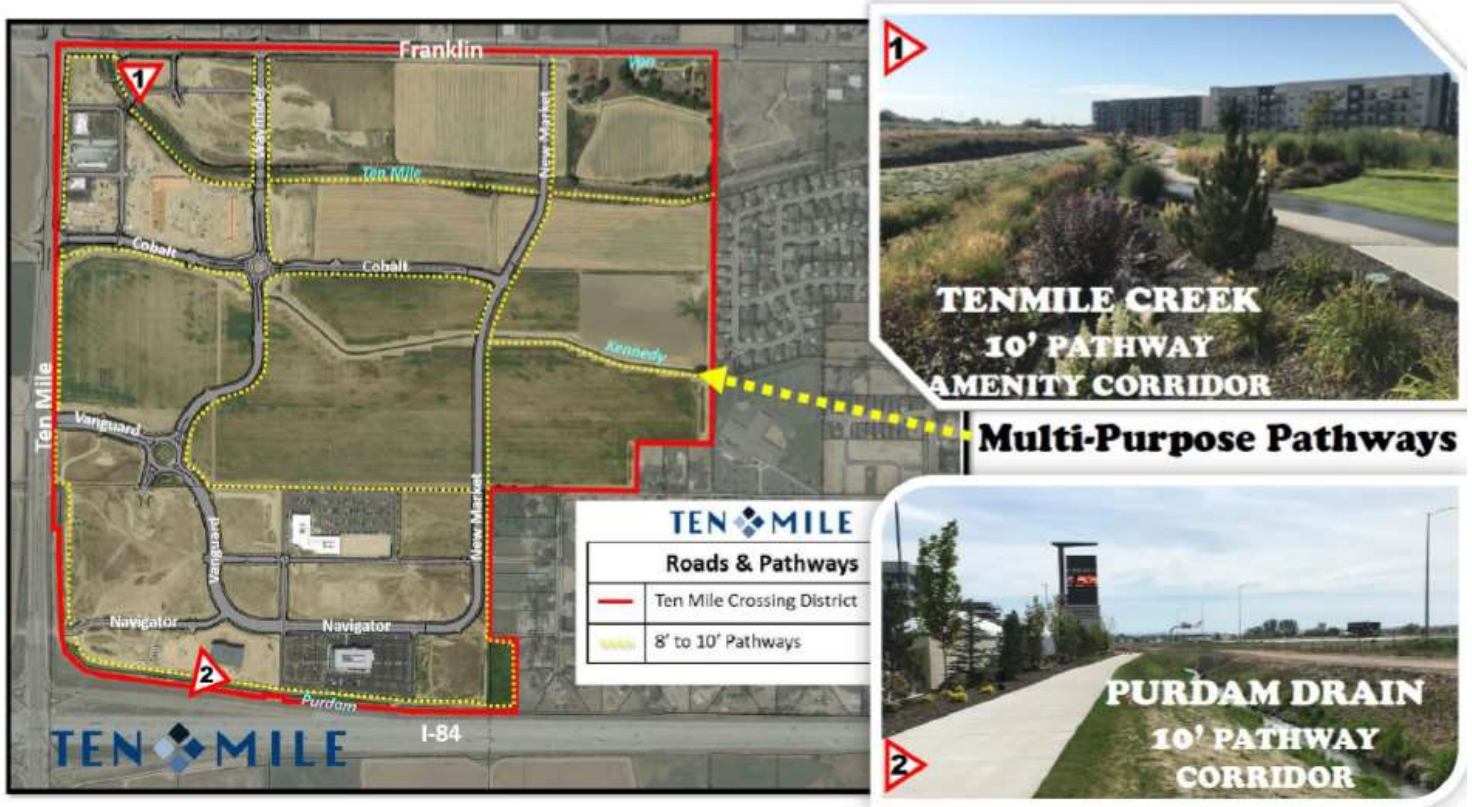 Franklin
1
Von
Wayfinder
New Market
Ten Mile
Cobalt
Cobalt
Kennedy
Ten Mile
Vanguard
Vanguard
New Market
Navigator
Navigator
2
Purdam
I-84
TEN MILE
TEN MILE
Roads & Pathways
Ten Mile Crossing District
8' to 10' Pathways
1
TENMILE CREEK
10' PATHWAY
AMENITY CORRIDOR
Multi-Purpose Pathways
2
PURDAM DRAIN
10' PATHWAY
CORRIDOR